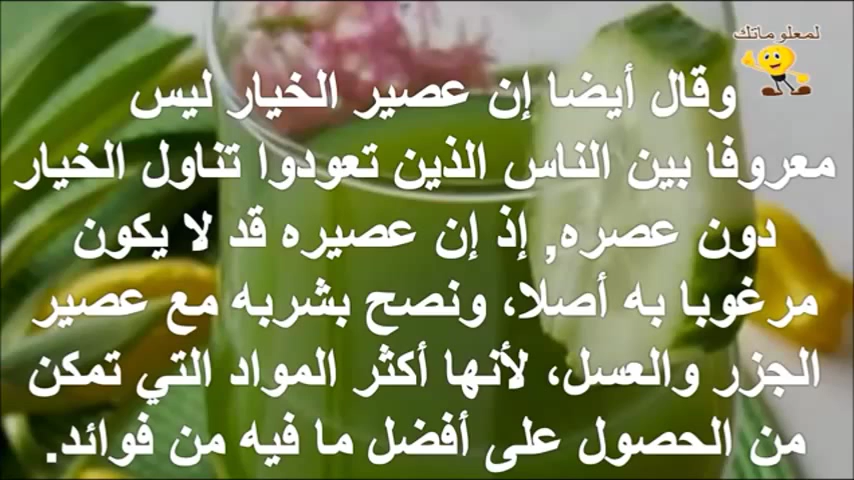 لمعلوماتك
وقال أيضا إن عصير الخيار ليس
معروفا بين الناس الذين تعودوا تناول الخيار
دون عصره, إذ إن عصيره قد لا يكون
مرغوبا به أصلا، ونصح بشربه مع عصير
الجزر والعسل، لأنها أكثر المواد التي تمكن
من الحصول على أفضل ما فيه من فوائد.